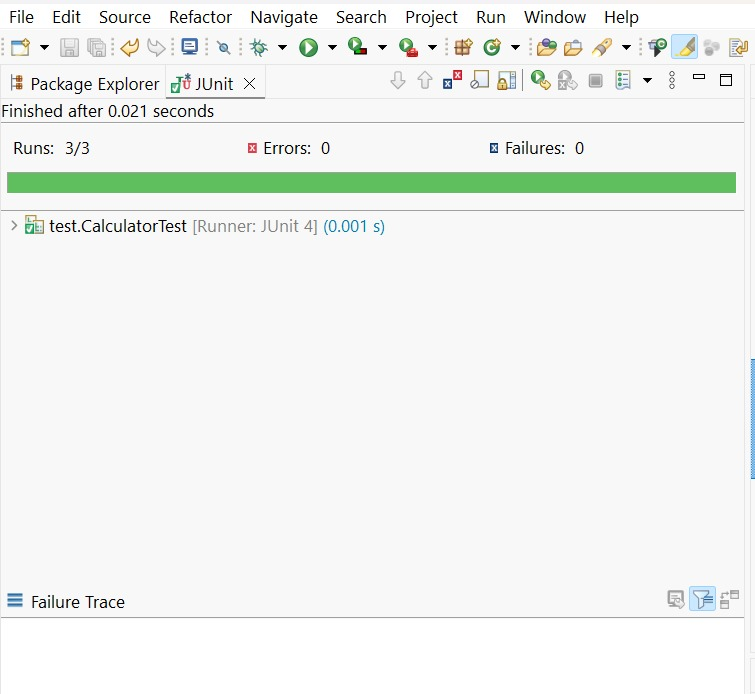 File Edit Source Refactor Navigate Search Project Run Window Help
Package Explorer JUnit
Finished after 0.021 seconds
Runs: 3/3 Errors: 0 Failures: 0
test.CalculatorTest [Runner: JUnit 4] (0.001 s)
Failure Trace